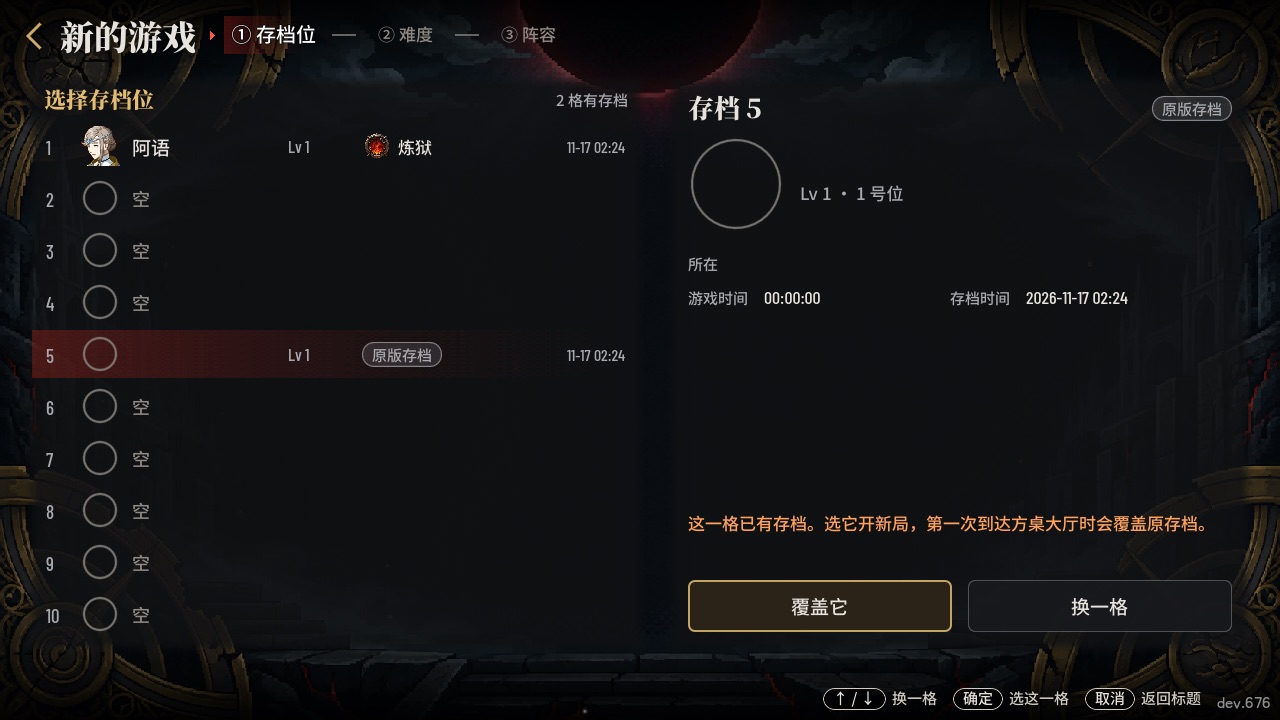 新的游戏 ① 存档位 — ② 难度 — ③ 阵容
选择存档位
2 格有存档
1 阿语 Lv 1 炼狱 11-17 02:24
2 空
3 空
4 空
5 Lv 1 原版存档 11-17 02:24
6 空
7 空
8 空
9 空
10 空
存档 5
原版存档
Lv 1 · 1 号位
所在
游戏时间 00:00:00
存档时间 2026-11-17 02:24
这一格已有存档。选它开新局，第一次到达方桌大厅时会覆盖原存档。
覆盖它
换一格
↑ / ↓ 换一格 确定 选这一格 取消 返回标题
dev.676